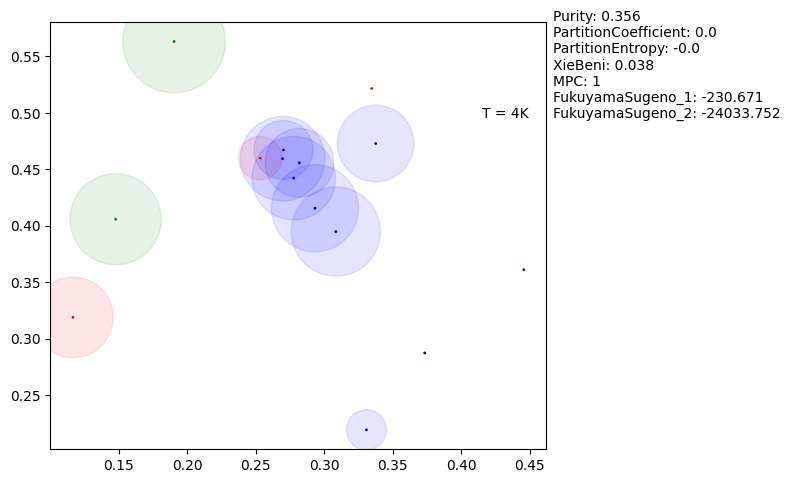 Purity: 0.356
PartitionCoefficient: 0.0
PartitionEntropy: -0.0
XieBeni: 0.038
MPC: 1
FukuyamaSugeno_1: -230.671
FukuyamaSugeno_2: -24033.752
T = 4K
0.55
0.50
0.45
0.40
0.35
0.30
0.25
0.15
0.20
0.25
0.30
0.35
0.40
0.45